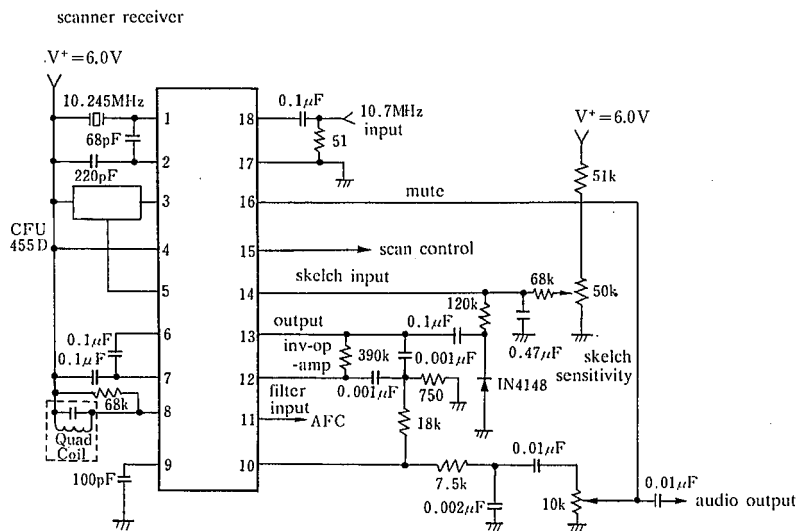 scanner receiver
V+=6.0V
10.245MHz
68pF
220pF
CFU
455D
0.1μF
0.1μF
68k
Quad
Coil
100pF
1
2
3
4
5
6
7
8
9
18
17
16
15
14
13
12
11
10
0.1μF
10.7MHz
input
51
V+=6.0V
51k
mute
scan control
skelch input
68k
50k
120k
0.47μF
skelch
sensitivity
output
inv-op
-amp
390k
0.1μF
0.001μF
0.001μF
750
IN4148
filter
input
AFC
18k
7.5k
0.002μF
0.01μF
10k
0.01μF
audio output